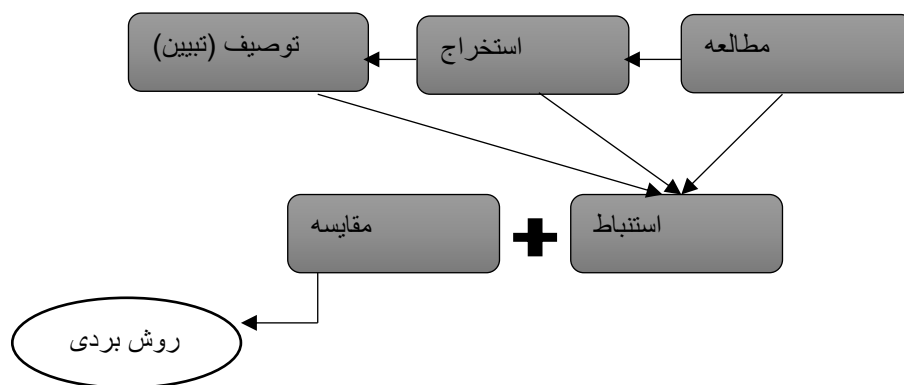 مطالعه
استخراج
توصیف (تبیین)
استنباط
مقایسه
روش بردی